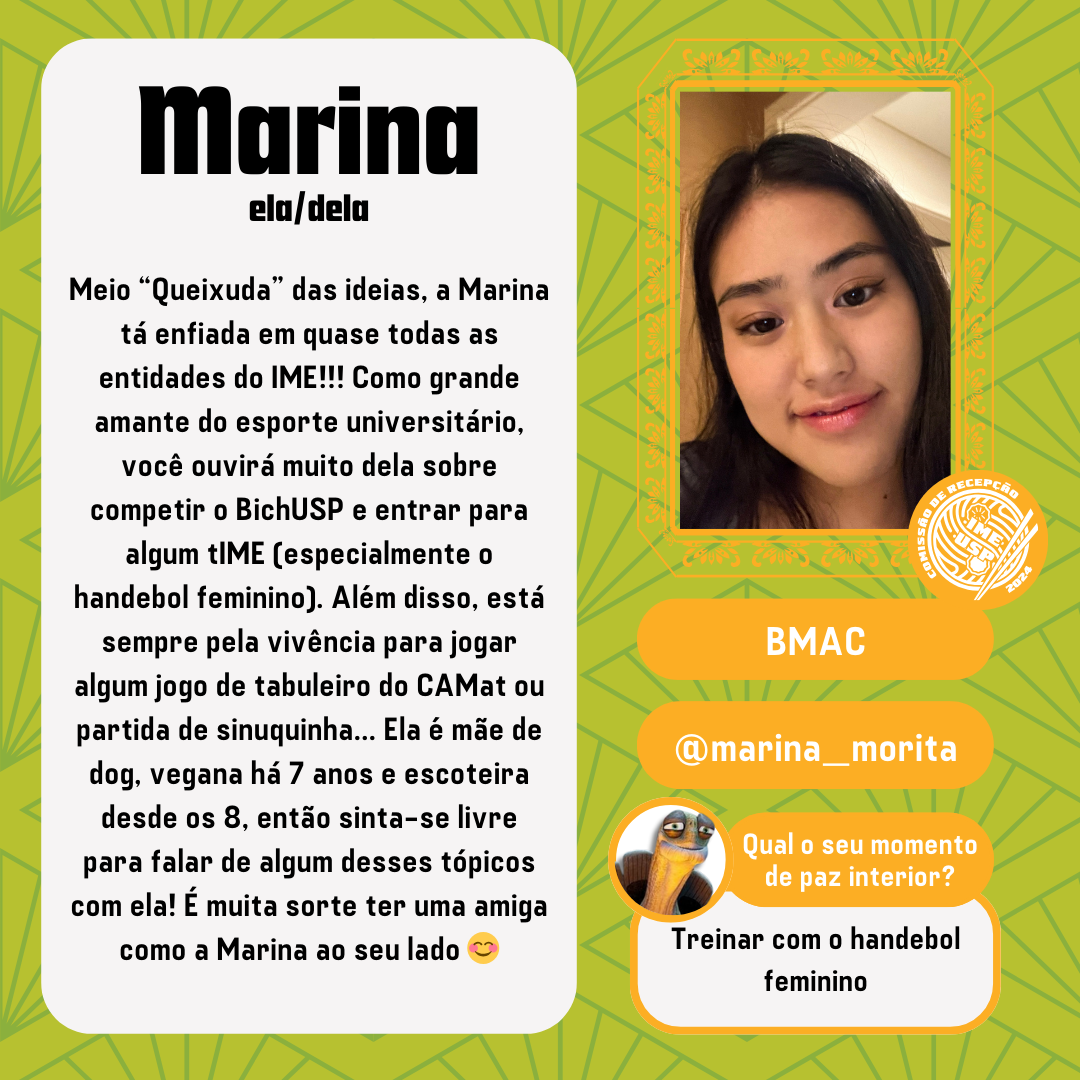 Marina
ela/dela
Meio “Queixuda” das ideias, a Marina
tá enfiada em quase todas as
entidades do IME!!! Como grande
amante do esporte universitário,
você ouvirá muito dela sobre
competir o BichUSP e entrar para
algum tIME (especialmente o
handebol feminino). Além disso, está
sempre pela vivência para jogar
algum jogo de tabuleiro do CAMat ou
partida de sinuquinha... Ela é mãe de
dog, vegana há 7 anos e escoteira
desde os 8, então sinta-se livre
para falar de algum desses tópicos
com ela! É muita sorte ter uma amiga
como a Marina ao seu lado 😊
COMISSÃO DE RECEPÇÃO
IME
USP
2024
BMAC
@marina_morita
Qual o seu momento
de paz interior?
Treinar com o handebol
feminino